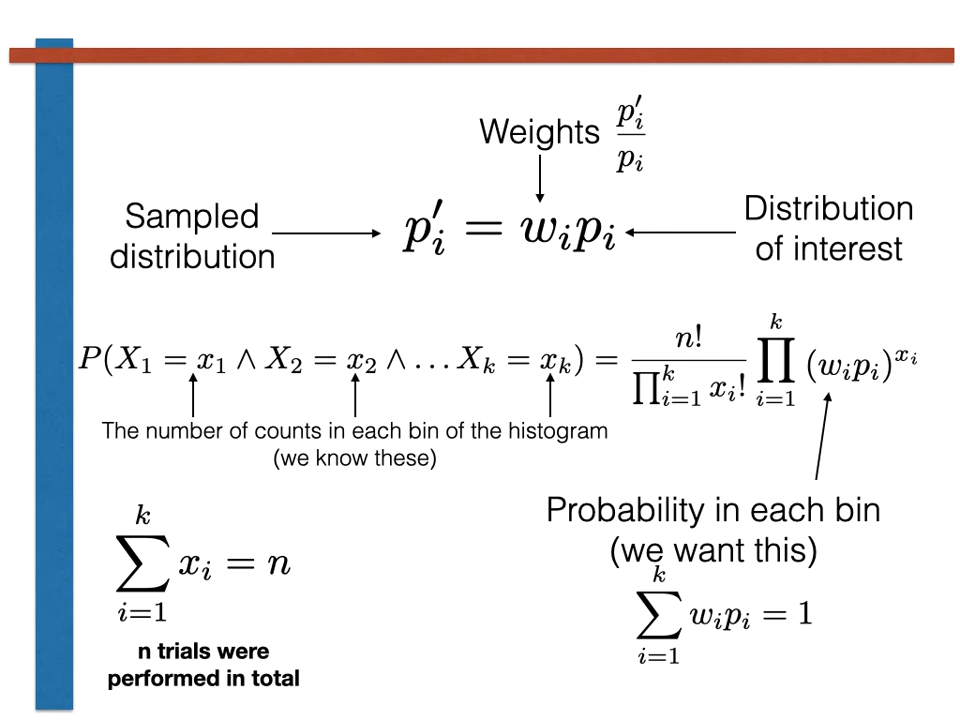 Weights $\frac{p_i'}{p_i}$
Sampled
distribution
$p_i' = w_i p_i$
Distribution
of interest
$P(X_1 = x_1 \wedge X_2 = x_2 \wedge \ldots X_k = x_k) = \frac{n!}{\prod_{i=1}^{k} x_i!} \prod_{i=1}^{k} (w_i p_i)^{x_i}$
The number of counts in each bin of the histogram
(we know these)
Probability in each bin
(we want this)
$\sum_{i=1}^{k} x_i = n$
n trials were
performed in total
$\sum_{i=1}^{k} w_i p_i = 1$